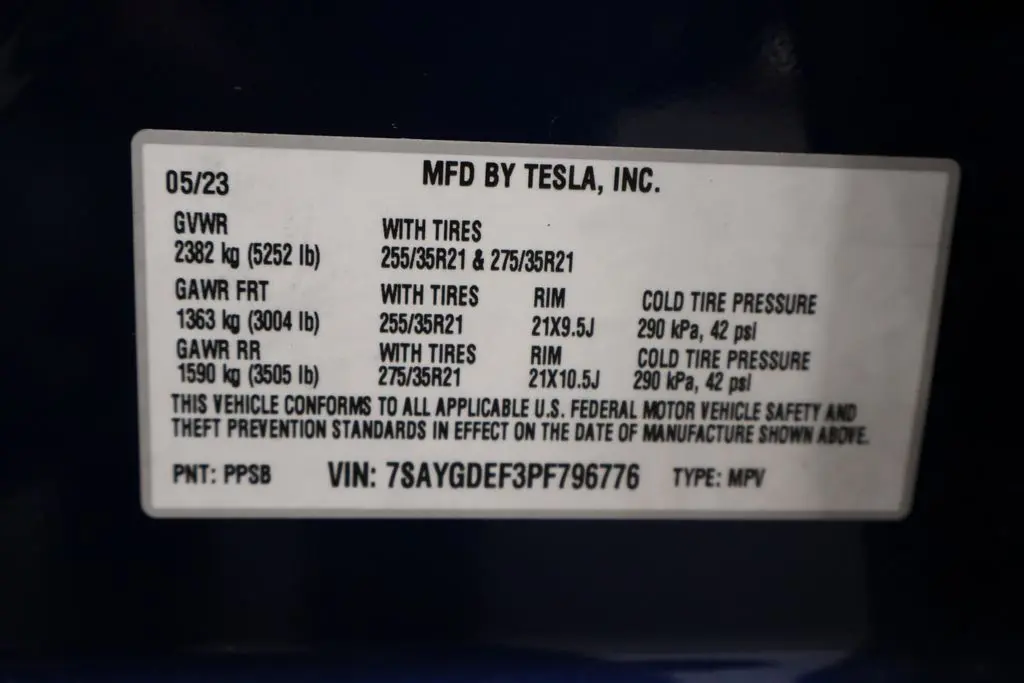 05/23 MFD BY TESLA, INC.
GVWR WITH TIRES
2382 kg (5252 lb) 255/35R21 & 275/35R21
GAWR FRT WITH TIRES RIM COLD TIRE PRESSURE
1363 kg (3004 lb) 255/35R21 21X9.5J 290 kPa, 42 psi
GAWR RR WITH TIRES RIM COLD TIRE PRESSURE
1590 kg (3505 lb) 275/35R21 21X10.5J 290 kPa, 42 psi
THIS VEHICLE CONFORMS TO ALL APPLICABLE U.S. FEDERAL MOTOR VEHICLE SAFETY AND
THEFT PREVENTION STANDARDS IN EFFECT ON THE DATE OF MANUFACTURE SHOWN ABOVE.
PNT: PPSB VIN: 7SAYGDEF3PF796776 TYPE: MPV